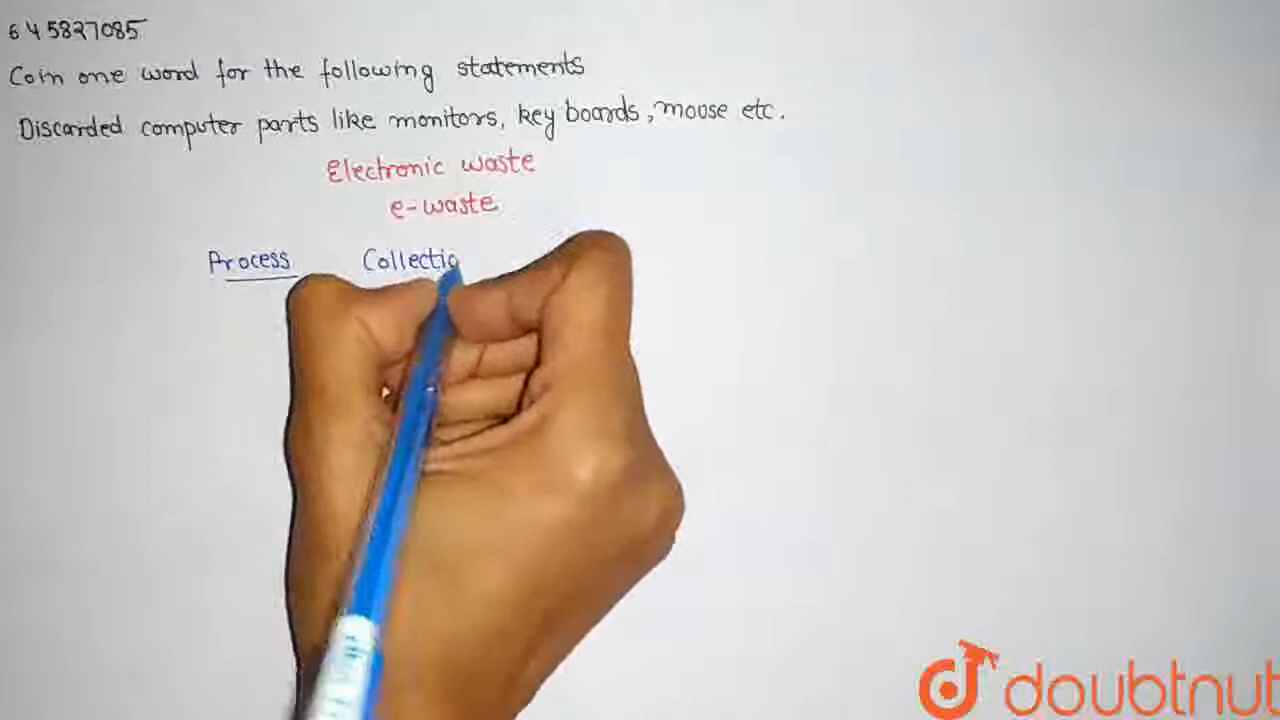 645827085
Coin one word for the following statements
Discarded computer parts like monitors, key boards, moose etc.
Electronic waste
e-waste
Process Collectio
doubtnut